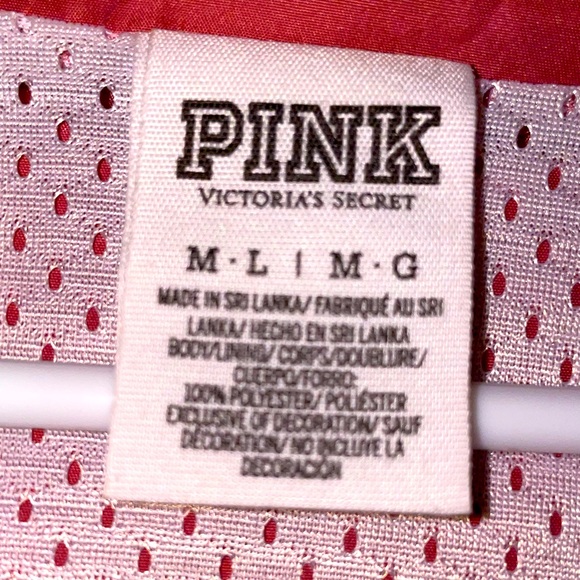 PINK
VICTORIA'S SECRET
M · L | M · G
MADE IN SRI LANKA/ FABRIQUÉ AU SRI
LANKA/ HECHO EN SRI LANKA
BODY/LINING/ CORPS/DOUBLURE/
CUERPO/FORRO:
100% POLYESTER/ POLIÉSTER
EXCLUSIVE OF DECORATION/ SAUF
DÉCORATION/ NO INCLUYE LA
DECORACIÓN